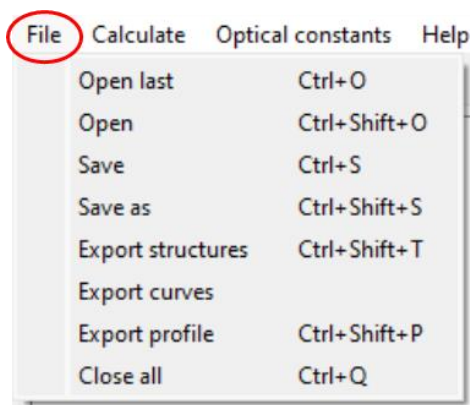 File Calculate Optical constants Help
Open last Ctrl+O
Open Ctrl+Shift+O
Save Ctrl+S
Save as Ctrl+Shift+S
Export structures Ctrl+Shift+T
Export curves
Export profile Ctrl+Shift+P
Close all Ctrl+Q